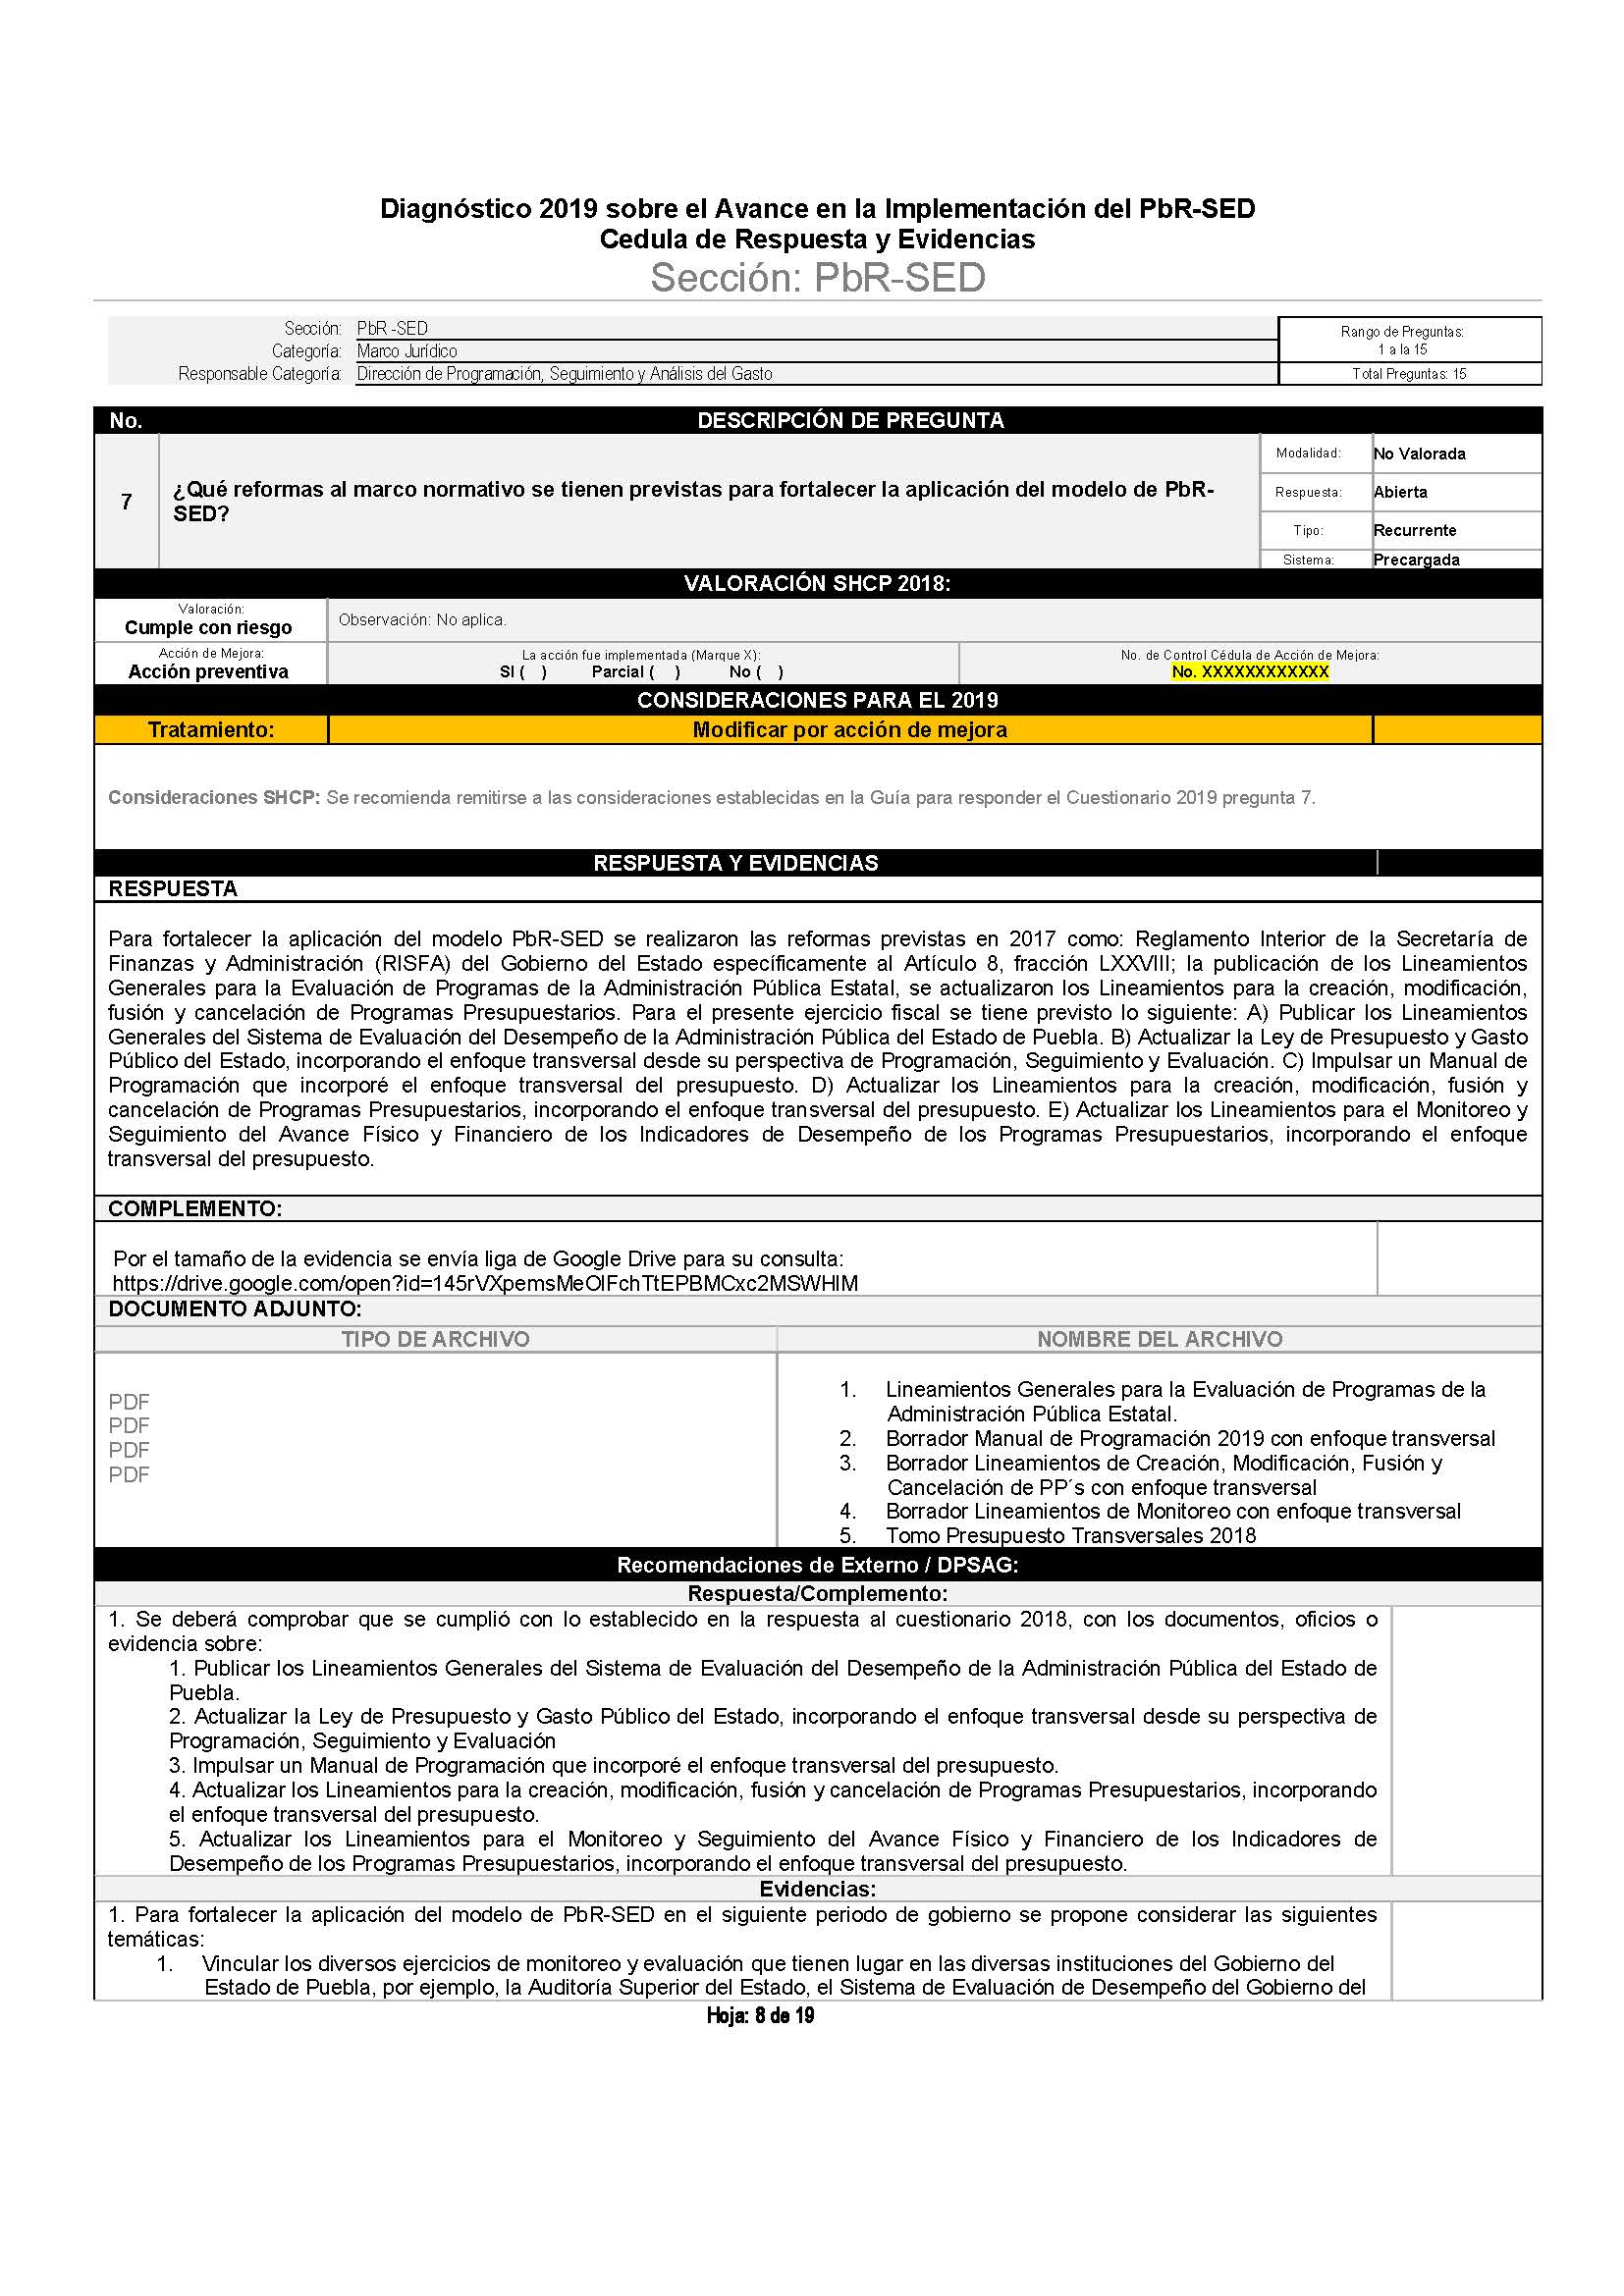 Diagnóstico 2019 sobre el Avance en la Implementación del PbR-SED
Cedula de Respuesta y Evidencias
Sección: PbR-SED
Sección: PbR -SED
Categoría: Marco Jurídico
Responsable Categoría: Dirección de Programación, Seguimiento y Análisis del Gasto
Rango de Preguntas:
1 a la 15
Total Preguntas: 15
No. DESCRIPCIÓN DE PREGUNTA
7
¿Qué reformas al marco normativo se tienen previstas para fortalecer la aplicación del modelo de PbR-
SED?
Modalidad: No Valorada
Respuesta: Abierta
Tipo: Recurrente
Sistema: Precargada
VALORACIÓN SHCP 2018:
Valoración:
Cumple con riesgo
Observación: No aplica.
Acción de Mejora:
Acción preventiva
La acción fue implementada (Marque X):
SI ( ) Parcial ( ) No ( )
No. de Control Cédula de Acción de Mejora:
No. XXXXXXXXXXXX
CONSIDERACIONES PARA EL 2019
Tratamiento: Modificar por acción de mejora
Consideraciones SHCP: Se recomienda remitirse a las consideraciones establecidas en la Guía para responder el Cuestionario 2019 pregunta 7.
RESPUESTA Y EVIDENCIAS
RESPUESTA
Para fortalecer la aplicación del modelo PbR-SED se realizaron las reformas previstas en 2017 como: Reglamento Interior de la Secretaría de
Finanzas y Administración (RISFA) del Gobierno del Estado específicamente al Artículo 8, fracción LXXVIII; la publicación de los Lineamientos
Generales para la Evaluación de Programas de la Administración Pública Estatal, se actualizaron los Lineamientos para la creación, modificación,
fusión y cancelación de Programas Presupuestarios. Para el presente ejercicio fiscal se tiene previsto lo siguiente: A) Publicar los Lineamientos
Generales del Sistema de Evaluación del Desempeño de la Administración Pública del Estado de Puebla. B) Actualizar la Ley de Presupuesto y Gasto
Público del Estado, incorporando el enfoque transversal desde su perspectiva de Programación, Seguimiento y Evaluación. C) Impulsar un Manual de
Programación que incorporé el enfoque transversal del presupuesto. D) Actualizar los Lineamientos para la creación, modificación, fusión y
cancelación de Programas Presupuestarios, incorporando el enfoque transversal del presupuesto. E) Actualizar los Lineamientos para el Monitoreo y
Seguimiento del Avance Físico y Financiero de los Indicadores de Desempeño de los Programas Presupuestarios, incorporando el enfoque
transversal del presupuesto.
COMPLEMENTO:
Por el tamaño de la evidencia se envía liga de Google Drive para su consulta:
https://drive.google.com/open?id=145rVXpemsMeOlFchTtEPBMCxc2MSWHlM
DOCUMENTO ADJUNTO:
TIPO DE ARCHIVO NOMBRE DEL ARCHIVO
PDF
PDF
PDF
PDF
1. Lineamientos Generales para la Evaluación de Programas de la
Administración Pública Estatal.
2. Borrador Manual de Programación 2019 con enfoque transversal
3. Borrador Lineamientos de Creación, Modificación, Fusión y
Cancelación de PP´s con enfoque transversal
4. Borrador Lineamientos de Monitoreo con enfoque transversal
5. Tomo Presupuesto Transversales 2018
Recomendaciones de Externo / DPSAG:
Respuesta/Complemento:
1. Se deberá comprobar que se cumplió con lo establecido en la respuesta al cuestionario 2018, con los documentos, oficios o
evidencia sobre:
1. Publicar los Lineamientos Generales del Sistema de Evaluación del Desempeño de la Administración Pública del Estado de
Puebla.
2. Actualizar la Ley de Presupuesto y Gasto Público del Estado, incorporando el enfoque transversal desde su perspectiva de
Programación, Seguimiento y Evaluación
3. Impulsar un Manual de Programación que incorporé el enfoque transversal del presupuesto.
4. Actualizar los Lineamientos para la creación, modificación, fusión y cancelación de Programas Presupuestarios, incorporando
el enfoque transversal del presupuesto.
5. Actualizar los Lineamientos para el Monitoreo y Seguimiento del Avance Físico y Financiero de los Indicadores de
Desempeño de los Programas Presupuestarios, incorporando el enfoque transversal del presupuesto.
Evidencias:
1. Para fortalecer la aplicación del modelo de PbR-SED en el siguiente periodo de gobierno se propone considerar las siguientes
temáticas:
1. Vincular los diversos ejercicios de monitoreo y evaluación que tienen lugar en las diversas instituciones del Gobierno del
Estado de Puebla, por ejemplo, la Auditoría Superior del Estado, el Sistema de Evaluación de Desempeño del Gobierno del
Hoja: 8 de 19